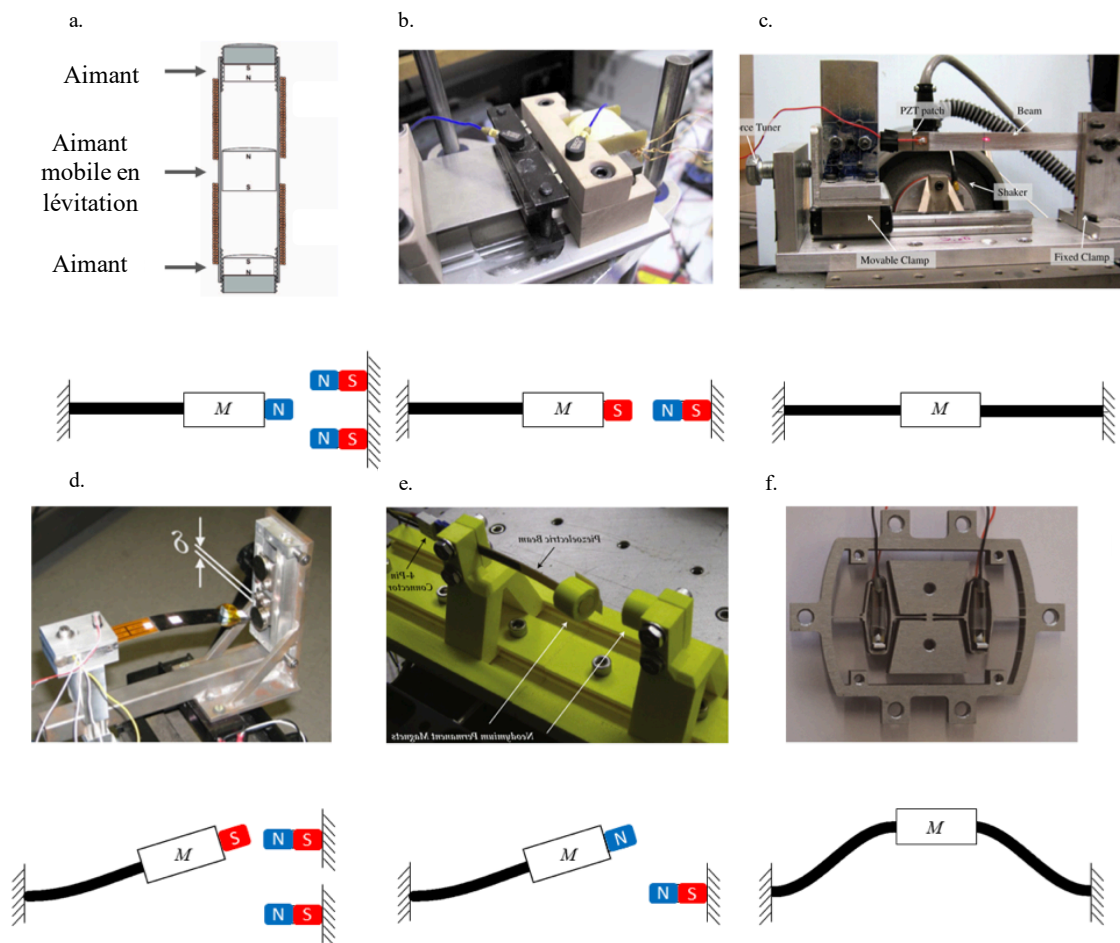 a.
b.
c.
Aimant
Aimant
mobile en
lévitation
Aimant
S
N
N
S
S
N
PZT patch
Beam
orce Tuner
Shaker
Movable Clamp
Fixed Clamp
M N
N S
N S
M S N S
M
d.
e.
f.
δ
Piezoelectric Beam
4-Pin
Connector
Neodymium Permanent Magnets
M S N S
N S
M N
N S
M